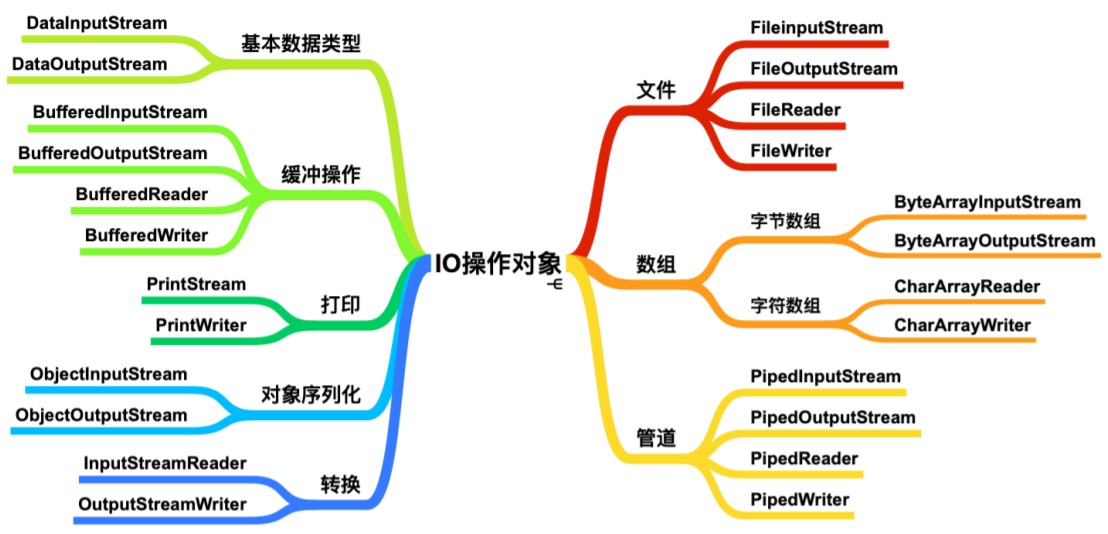 IO操作对象
基本数据类型
DataInputStream
DataOutputStream
缓冲操作
BufferedInputStream
BufferedOutputStream
BufferedReader
BufferedWriter
打印
PrintStream
PrintWriter
对象序列化
ObjectInputStream
ObjectOutputStream
转换
InputStreamReader
OutputStreamWriter
文件
FileinputStream
FileOutputStream
FileReader
FileWriter
数组
字节数组
ByteArrayInputStream
ByteArrayOutputStream
字符数组
CharArrayReader
CharArrayWriter
管道
PipedInputStream
PipedOutputStream
PipedReader
PipedWriter